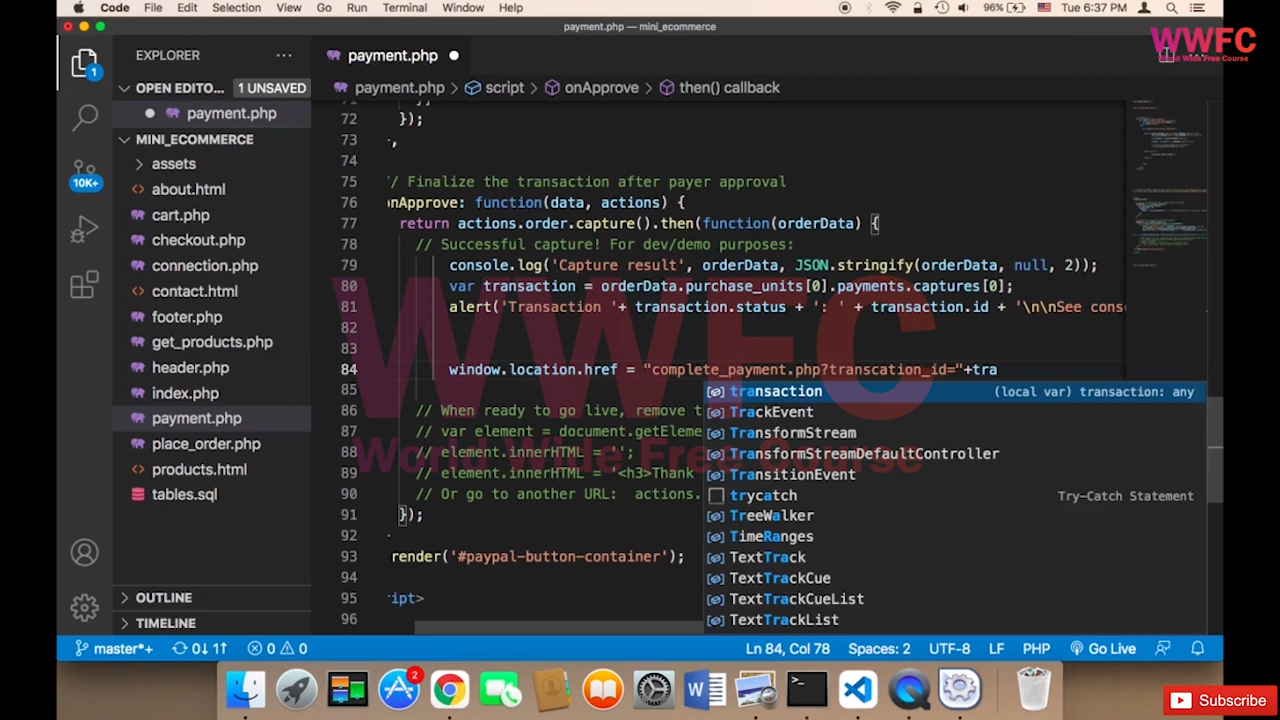 Code File Edit Selection View Go Run Terminal Window Help 96% Tue 6:37 PM
payment.php — mini_ecommerce
WWFC
World Wide Free Course
EXPLORER ···
payment.php
1
OPEN EDITO... 1 UNSAVED
payment.php > script > onApprove > then() callback
payment.php
MINI_ECOMMERCE
assets
about.html
10K+
cart.php
checkout.php
connection.php
contact.html
footer.php
get_products.php
header.php
index.php
payment.php
place_order.php
products.html
tables.sql
OUTLINE
TIMELINE
72 });
73 ,
74
75 // Finalize the transaction after payer approval
76 onApprove: function(data, actions) {
77 return actions.order.capture().then(function(orderData) {
78 // Successful capture! For dev/demo purposes:
79 console.log('Capture result', orderData, JSON.stringify(orderData, null, 2));
80 var transaction = orderData.purchase_units[0].payments.captures[0];
81 alert('Transaction '+ transaction.status + ': ' + transaction.id + '\n\nSee cons
82
83
84 window.location.href = "complete_payment.php?transcation_id="+tra
85
86 // When ready to go live, remove t
87 // var element = document.getEleme
88 // element.innerHTML = '';
89 // element.innerHTML = '<h3>Thank
90 // Or go to another URL: actions.
91 });
92
93 render('#paypal-button-container');
94
95 ript>
96
transaction (local var) transaction: any
TrackEvent
TransformStream
TransformStreamDefaultController
TransitionEvent
trycatch Try-Catch Statement
TreeWalker
TimeRanges
TextTrack
TextTrackCue
TextTrackCueList
TextTrackList
WWFC
World Wide Free Course
master*+ 0↓ 1↑ 0 0 Ln 84, Col 78 Spaces: 2 UTF-8 LF PHP Go Live
2
Subscribe